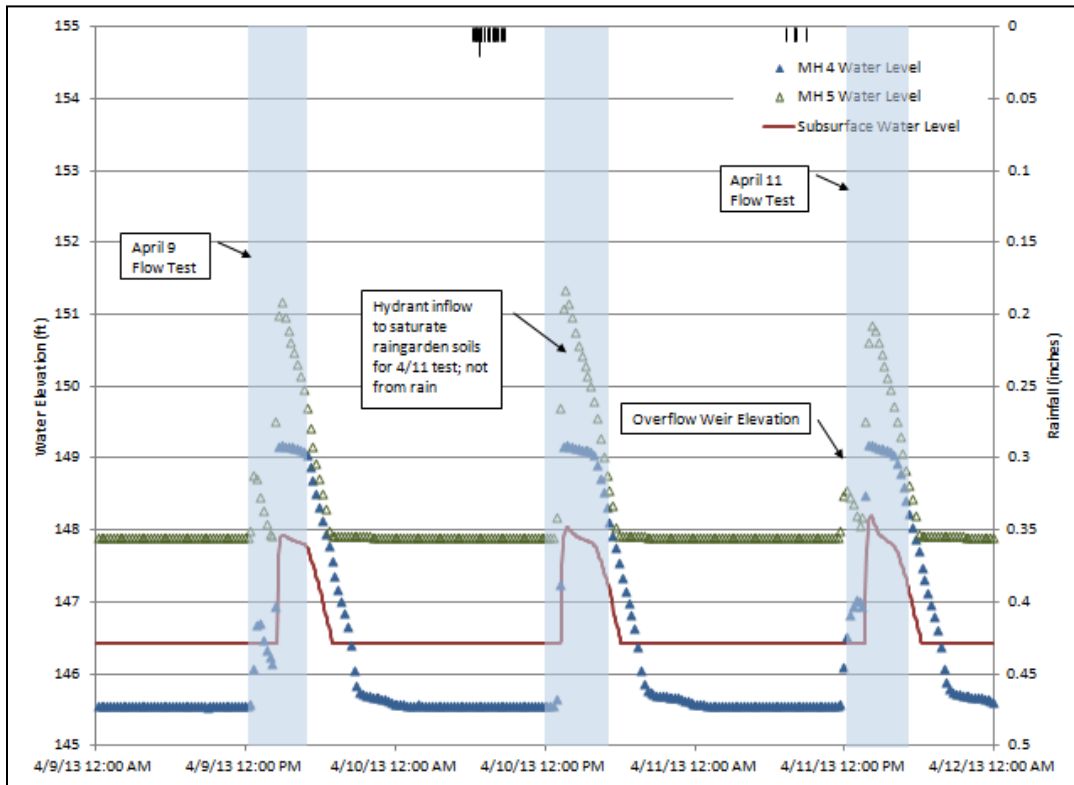 155
154
153
152
151
150
149
148
147
146
145
Water Elevation (ft)
0
0.05
0.1
0.15
0.2
0.25
0.3
0.35
0.4
0.45
0.5
Rainfall (inches)
MH 4 Water Level
MH 5 Water Level
Subsurface Water Level
April 11
Flow Test
April 9
Flow Test
Hydrant inflow
to saturate
raingarden soils
for 4/11 test; not
from rain
Overflow Weir Elevation
4/9/13 12:00 AM
4/9/13 12:00 PM
4/10/13 12:00 AM
4/10/13 12:00 PM
4/11/13 12:00 AM
4/11/13 12:00 PM
4/12/13 12:00 AM